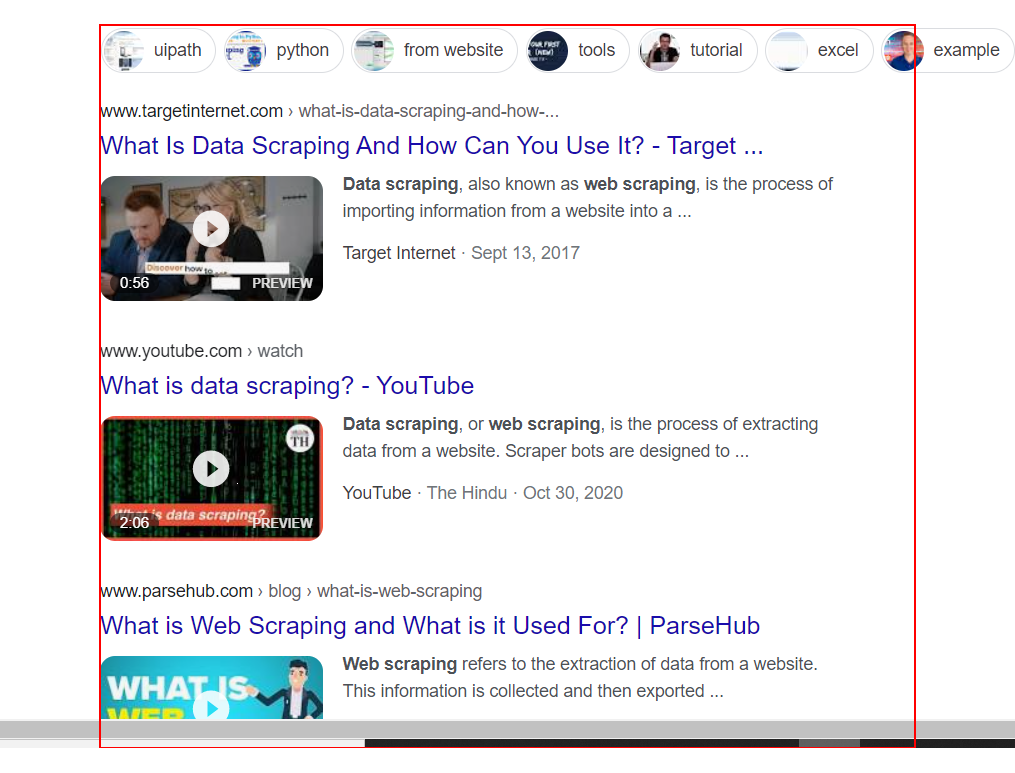 uipath python from website tools tutorial excel example
www.targetinternet.com › what-is-data-scraping-and-how-...
What Is Data Scraping And How Can You Use It? - Target ...
Data scraping, also known as web scraping, is the process of
importing information from a website into a ...
Discover how to
0:56 PREVIEW
Target Internet · Sept 13, 2017
www.youtube.com › watch
What is data scraping? - YouTube
Data scraping, or web scraping, is the process of extracting
data from a website. Scraper bots are designed to ...
TH
What is data scraping?
2:06 PREVIEW
YouTube · The Hindu · Oct 30, 2020
www.parsehub.com › blog › what-is-web-scraping
What is Web Scraping and What is it Used For? | ParseHub
Web scraping refers to the extraction of data from a website.
This information is collected and then exported ...
WHAT IS
WEB